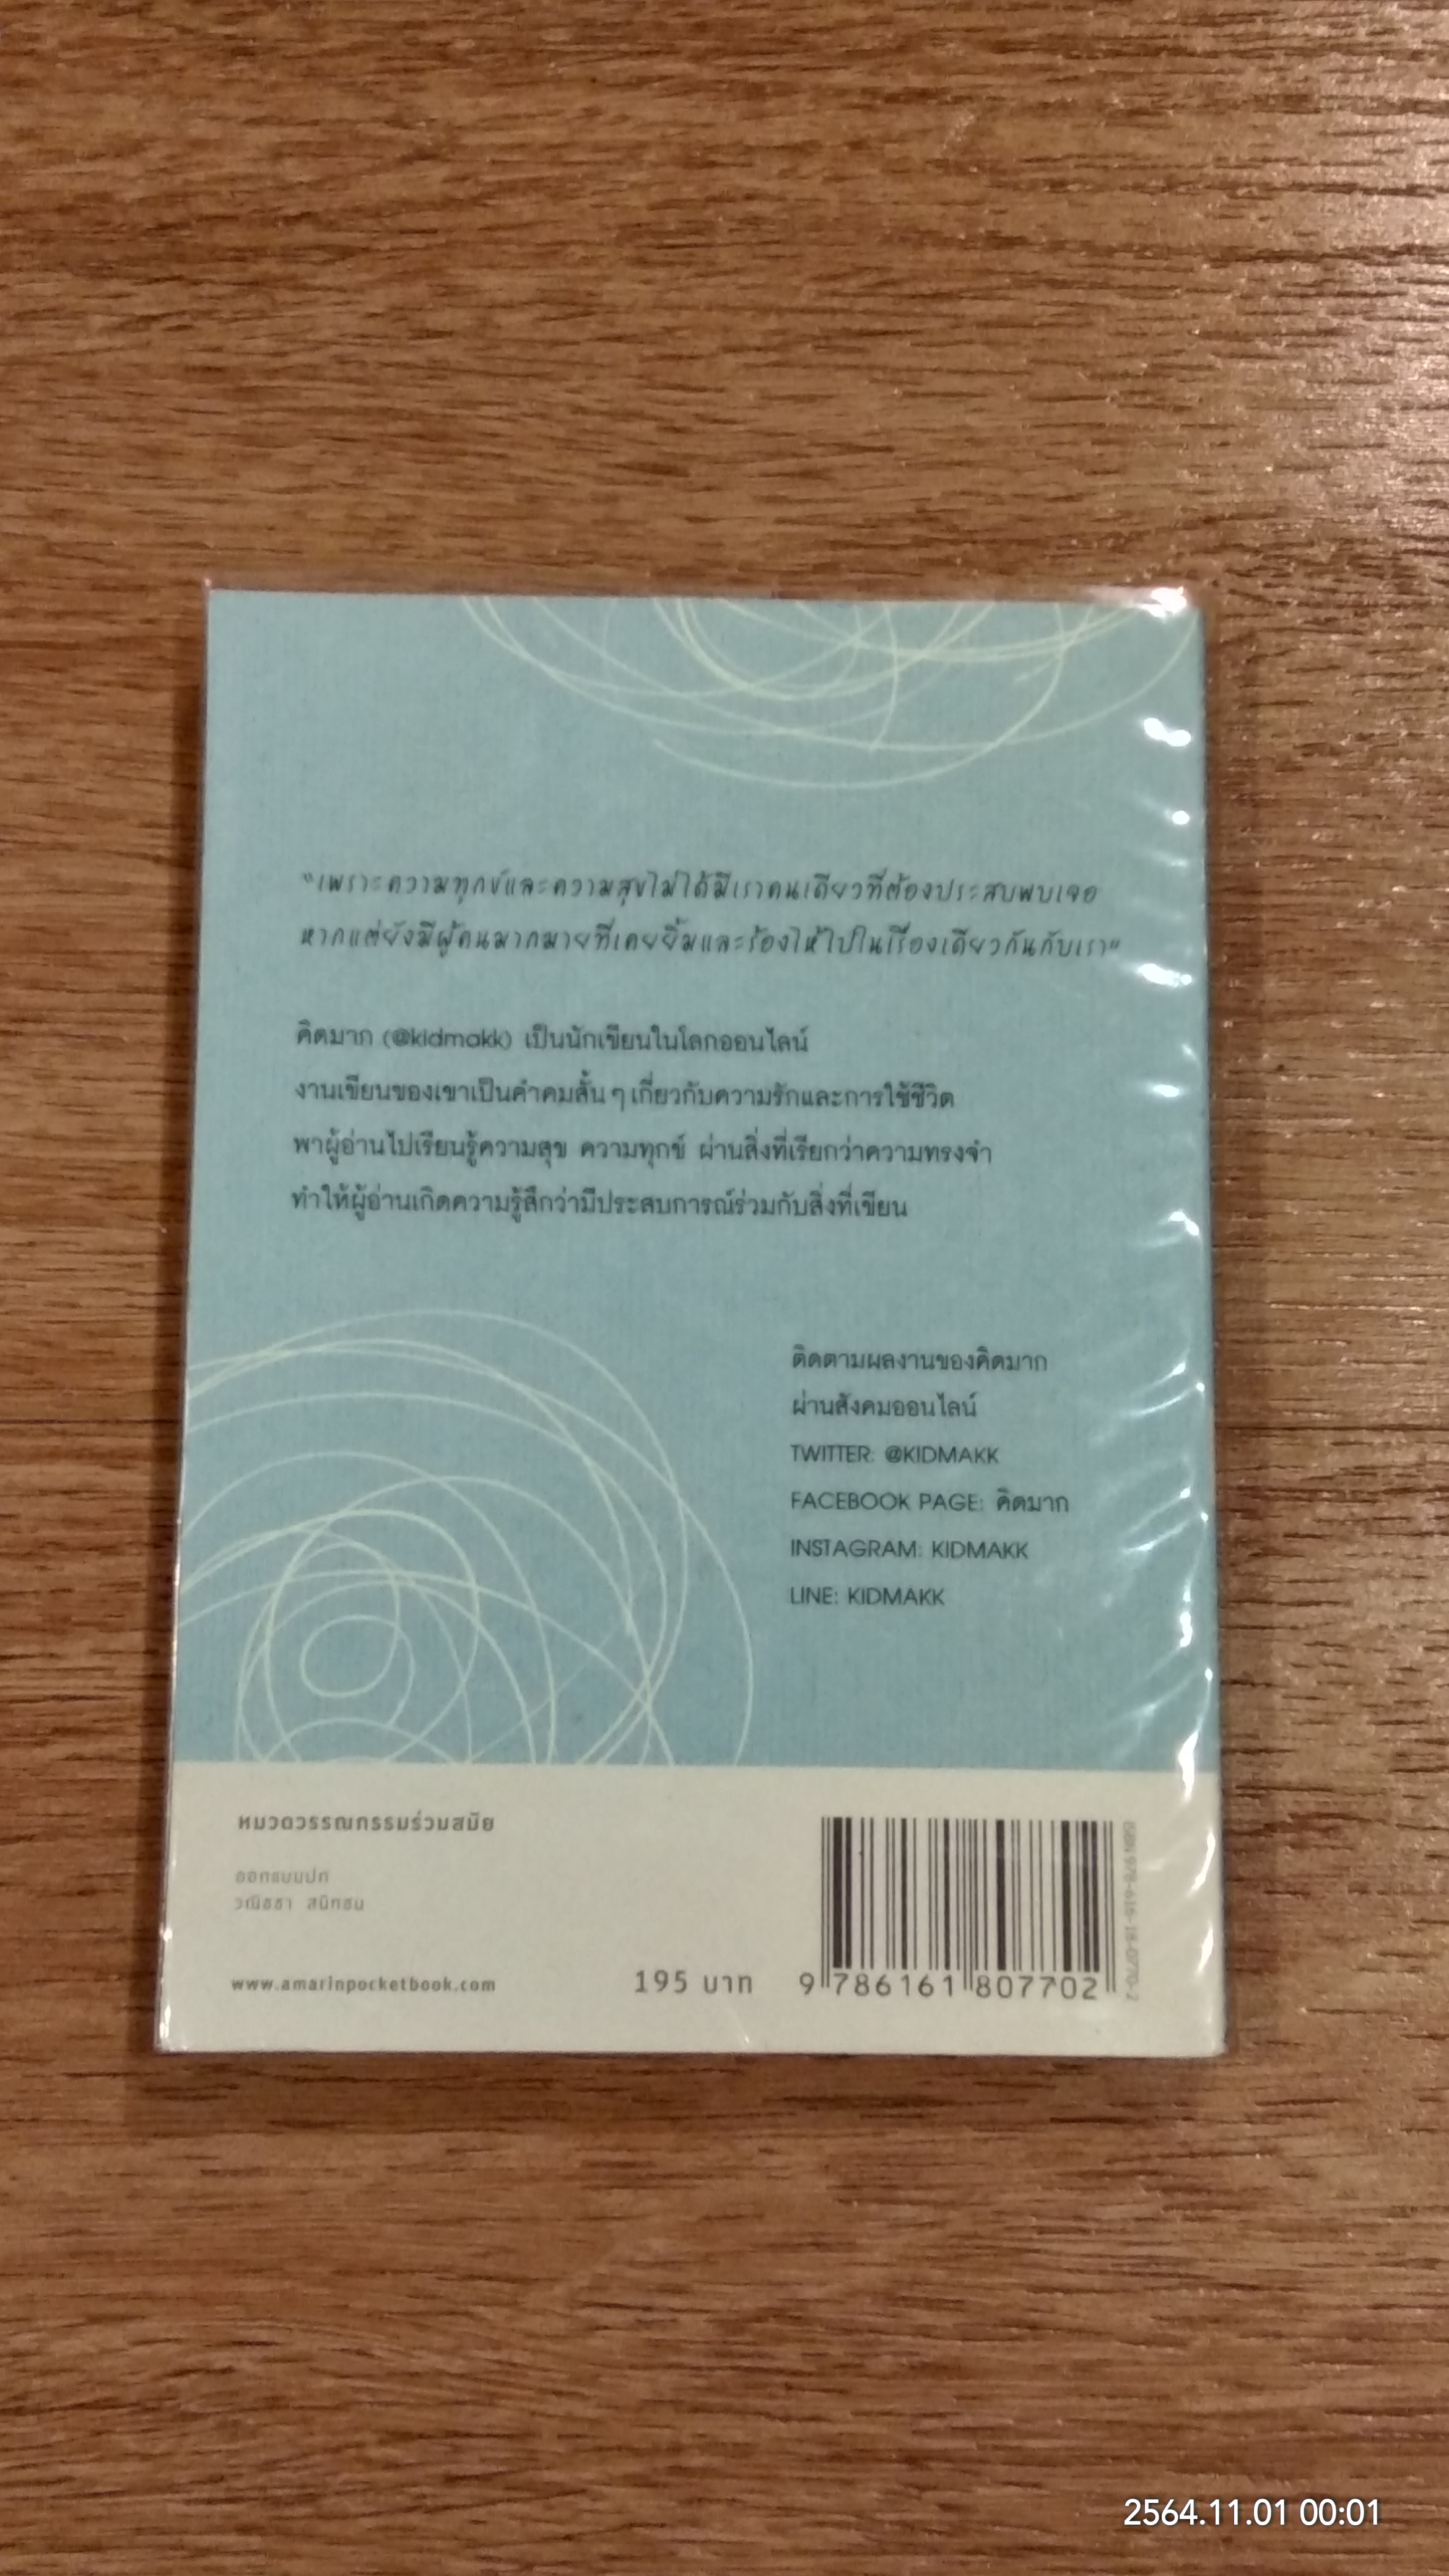 "เพราะความทุกข์และความสุขไม่ได้มีเราคนเดียวที่ต้องประสบพบเจอ
หากแต่ยังมีผู้คนมากมายที่เคยยิ้มและร้องไห้ไปในเรื่องเดียวกันกับเรา"
คิดมาก (@kidmakk) เป็นนักเขียนในโลกออนไลน์
งานเขียนของเขาเป็นคำคมสั้น ๆ เกี่ยวกับความรักและการใช้ชีวิต
พาผู้อ่านไปเรียนรู้ความสุข ความทุกข์ ผ่านสิ่งที่เรียกว่าความทรงจำ
ทำให้ผู้อ่านเกิดความรู้สึกว่ามีประสบการณ์ร่วมกับสิ่งที่เขียน
ติดตามผลงานของคิดมาก
ผ่านสังคมออนไลน์
TWITTER: @KIDMAKK
FACEBOOK PAGE: คิดมาก
INSTAGRAM: KIDMAKK
LINE: KIDMAKK
หมวดวรรณกรรมร่วมสมัย
ออกแบบปก
www.amarinpocketbook.com
195 บาท
9 786161 807702
ISBN 978-616-18-0770-2
2564.11.01 00:01